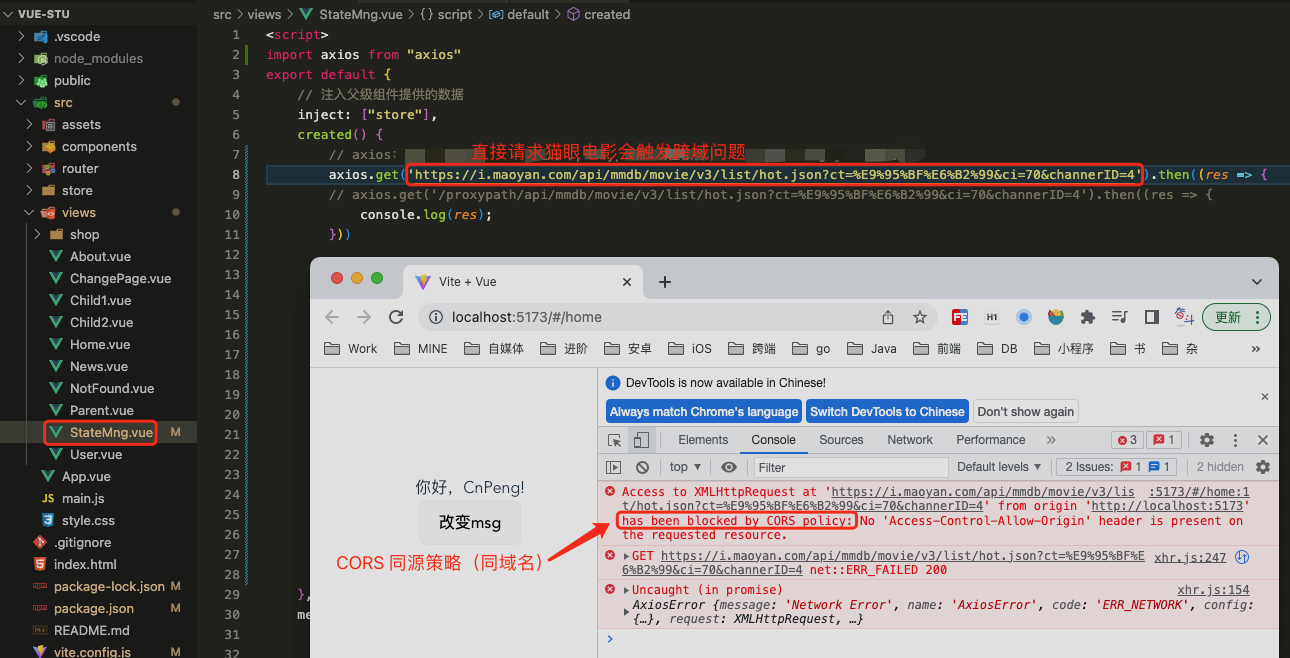 VUE-STU
.vscode
node_modules
public
src
assets
components
router
store
views
shop
About.vue
ChangePage.vue
Child1.vue
Child2.vue
Home.vue
News.vue
NotFound.vue
Parent.vue
StateMng.vue M
User.vue
App.vue
JS main.js
style.css
.gitignore
index.html
package-lock.json M
package.json M
README.md
vite.config.js M
src > views > StateMng.vue > {} script > default > created
1 <script>
2 import axios from "axios"
3 export default {
4 // 注入父级组件提供的数据
5 inject: ["store"],
6 created() {
7 // axios:
直接请求猫眼电影会触发跨域问题
8 axios.get('https://i.maoyan.com/api/mmdb/movie/v3/list/hot.json?ct=%E9%95%BF%E6%B2%99&ci=70&channerID=4').then((res => {
9 // axios.get('/proxypath/api/mmdb/movie/v3/list/hot.json?ct=%E9%95%BF%E6%B2%99&ci=70&channerID=4').then((res => {
10 console.log(res);
11 }))
12
13
14
15
16
17
18
19
20
21
22
23
24
25
26
27
28
29 },
30 me
31
32
Vite + Vue
localhost:5173/#/home
H1
更新
Work MINE 自媒体 进阶 安卓 iOS 跨端 go Java 前端 DB 小程序 书 杂 »
你好，CnPeng!
改变msg
CORS 同源策略（同域名）
DevTools is now available in Chinese!
Always match Chrome's language Switch DevTools to Chinese Don't show again
Elements Console Sources Network Performance » 3 1
top ▼ Filter Default levels ▼ 2 Issues: 1 1 2 hidden
Access to XMLHttpRequest at 'https://i.maoyan.com/api/mmdb/movie/v3/lis :5173/#/home:1
t/hot.json?ct=%E9%95%BF%E6%B2%99&ci=70&channerID=4' from origin 'http://localhost:5173'
has been blocked by CORS policy: No 'Access-Control-Allow-Origin' header is present on
the requested resource.
GET https://i.maoyan.com/api/mmdb/movie/v3/list/hot.json?ct=%E9%95%BF%E xhr.js:247
6%B2%99&ci=70&channerID=4 net::ERR_FAILED 200
Uncaught (in promise) xhr.js:154
AxiosError {message: 'Network Error', name: 'AxiosError', code: 'ERR_NETWORK', config:
{…}, request: XMLHttpRequest, …}